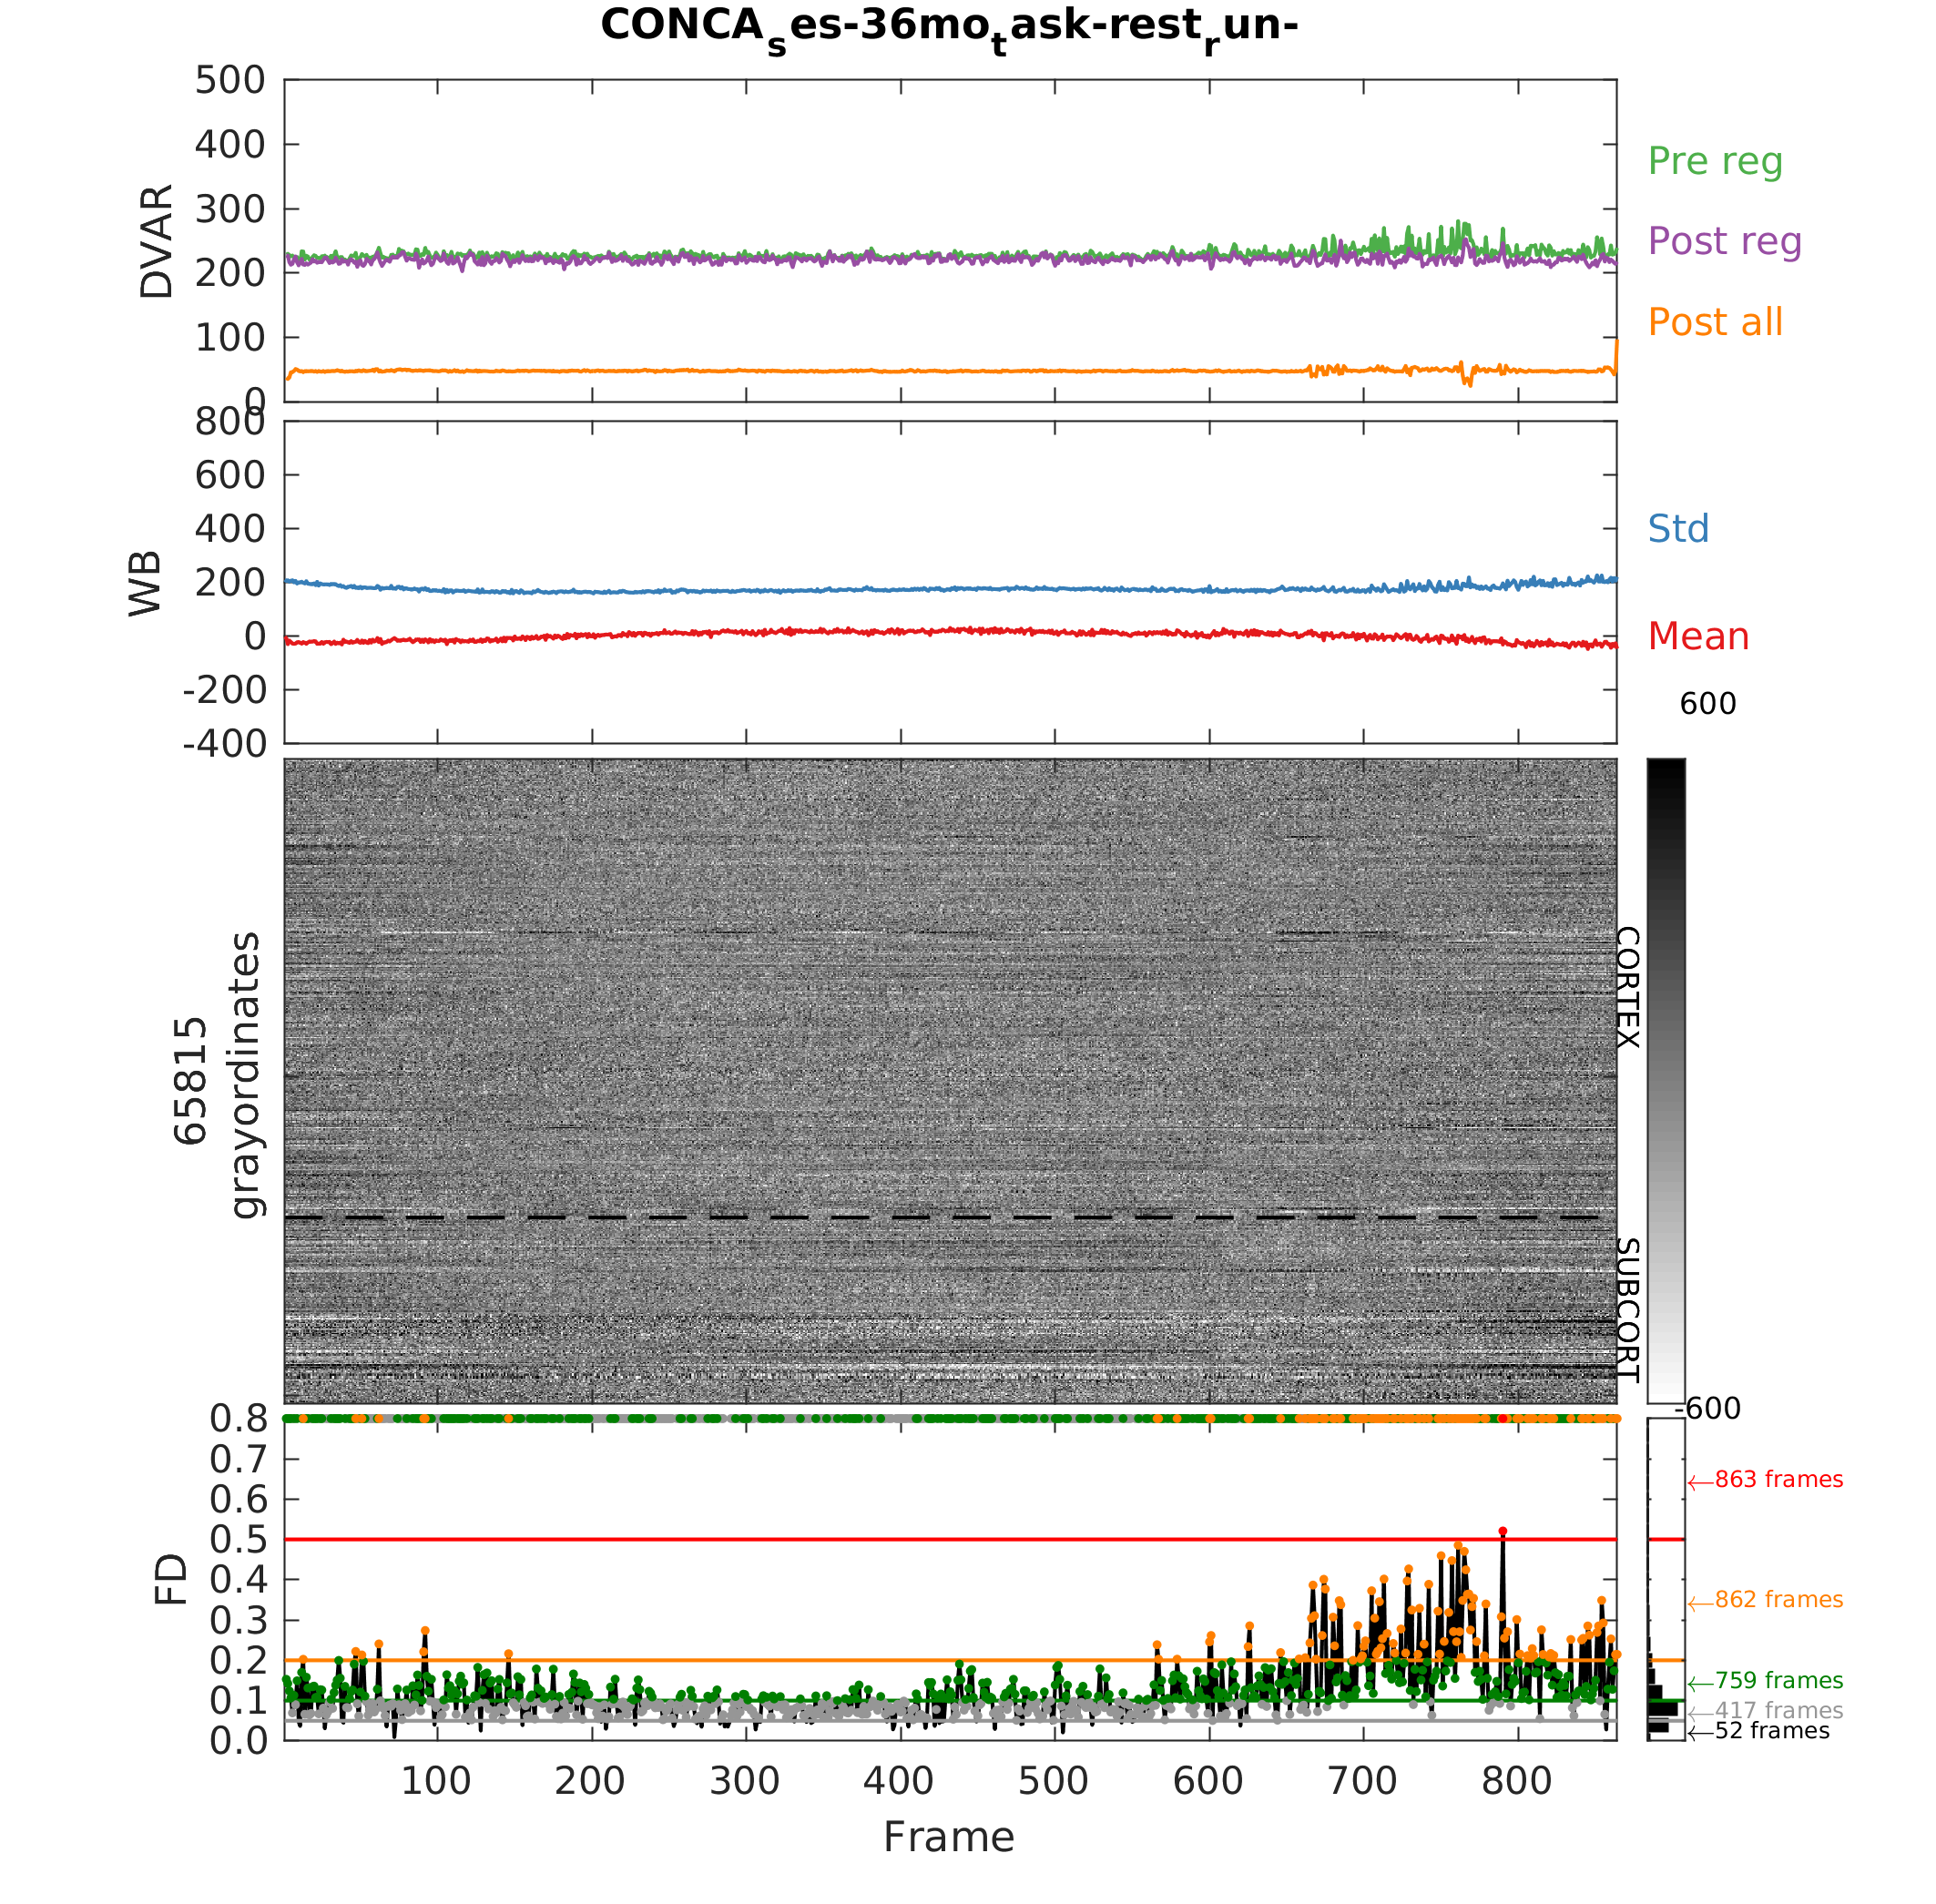 CONCAses-36motask-restrun-
500
400
300
200
100
0
DVAR
Pre reg
Post reg
Post all
800
600
400
200
0
-200
-400
WB
Std
Mean
600
65815
grayordinates
CORTEX
SUBCORT
-600
0.8
0.7
0.6
0.5
0.4
0.3
0.2
0.1
0.0
FD
←863 frames
←862 frames
←759 frames
←417 frames
←52 frames
100 200 300 400 500 600 700 800
Frame